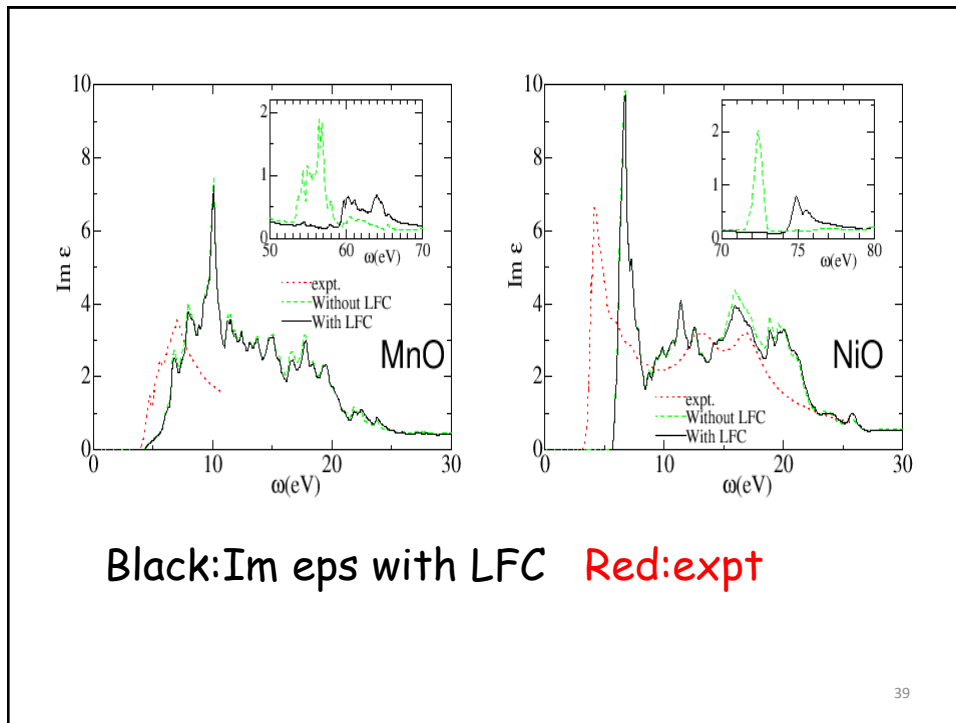 10
8
6
4
2
0
Im ε
0
10
20
30
ω(eV)
2
1
0
50
60
70
ω(eV)
expt.
Without LFC
With LFC
MnO
10
8
6
4
2
0
Im ε
0
10
20
30
ω(eV)
2
1
0
70
75
80
ω(eV)
expt.
Without LFC
With LFC
NiO
Black:Im eps with LFC Red:expt
39